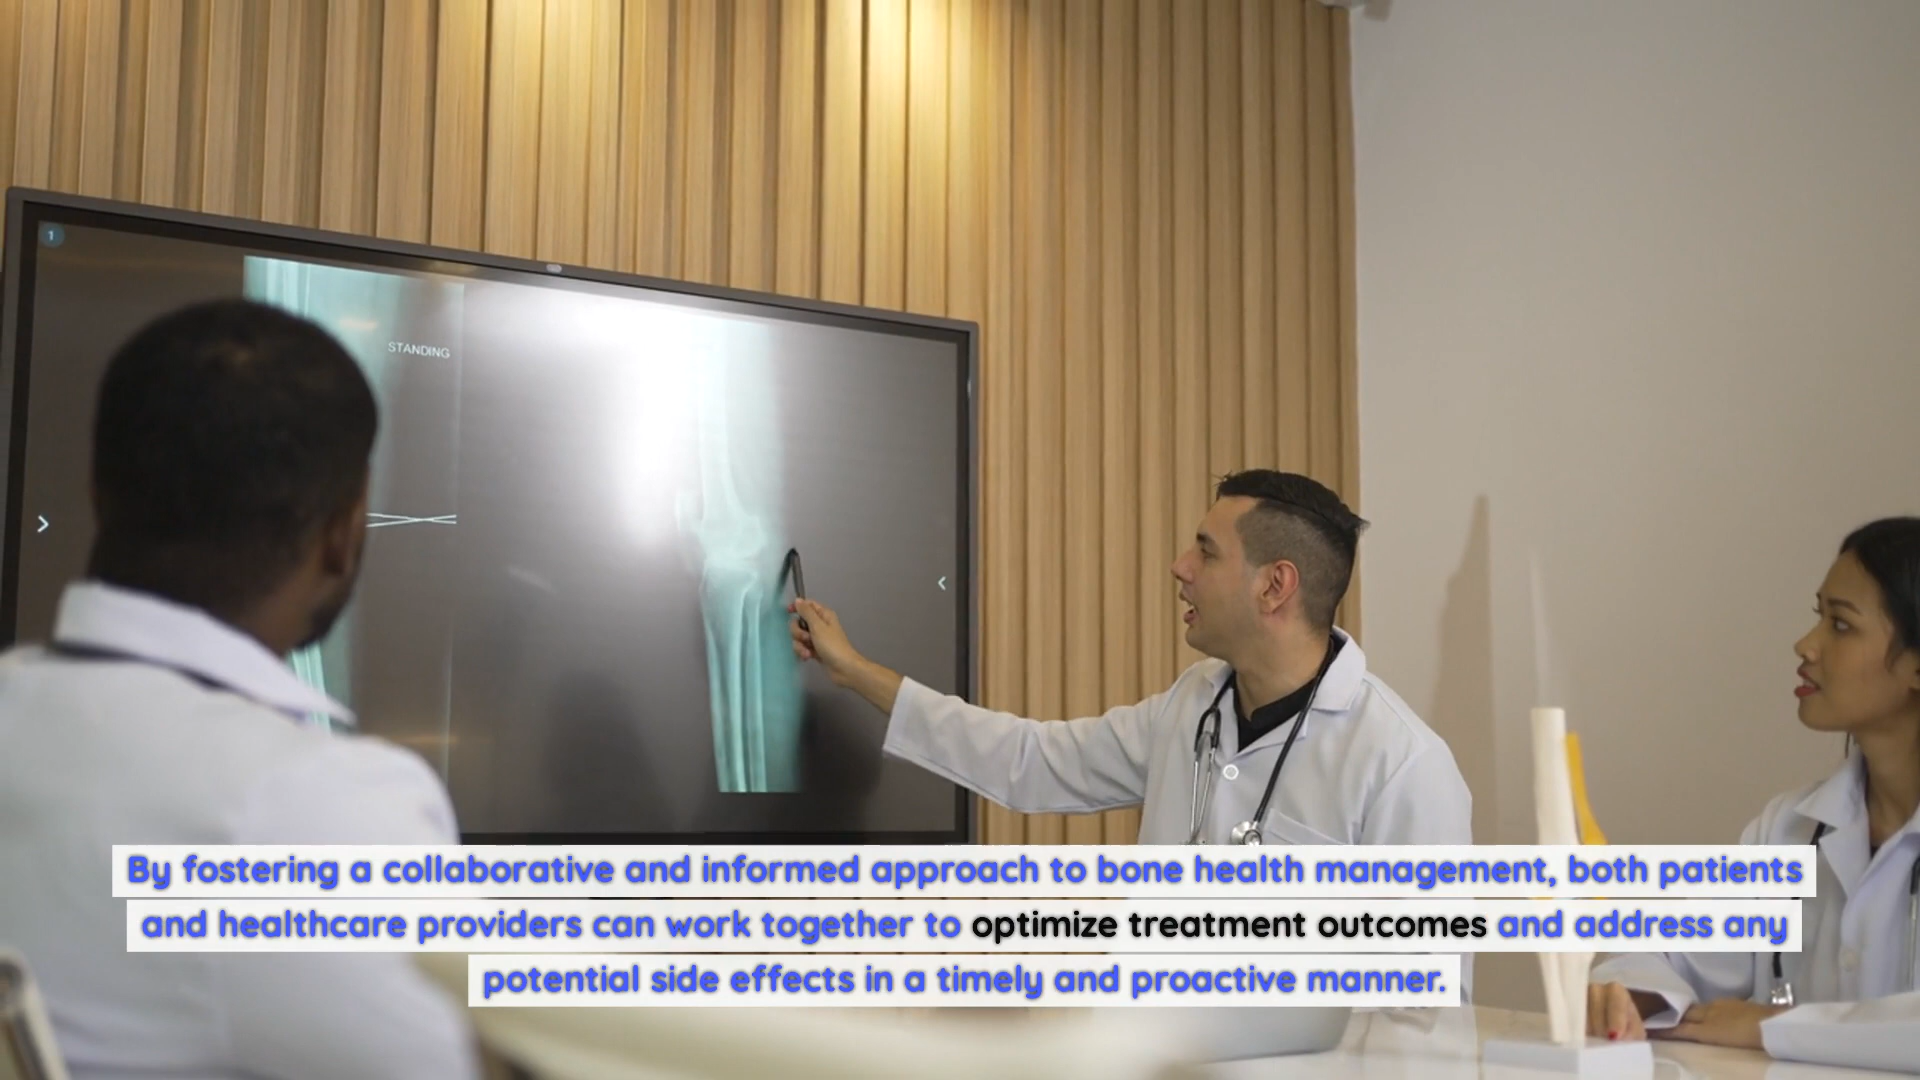 1
STANDING
By fostering a collaborative and informed approach to bone health management, both patients
and healthcare providers can work together to optimize treatment outcomes and address any
potential side effects in a timely and proactive manner.